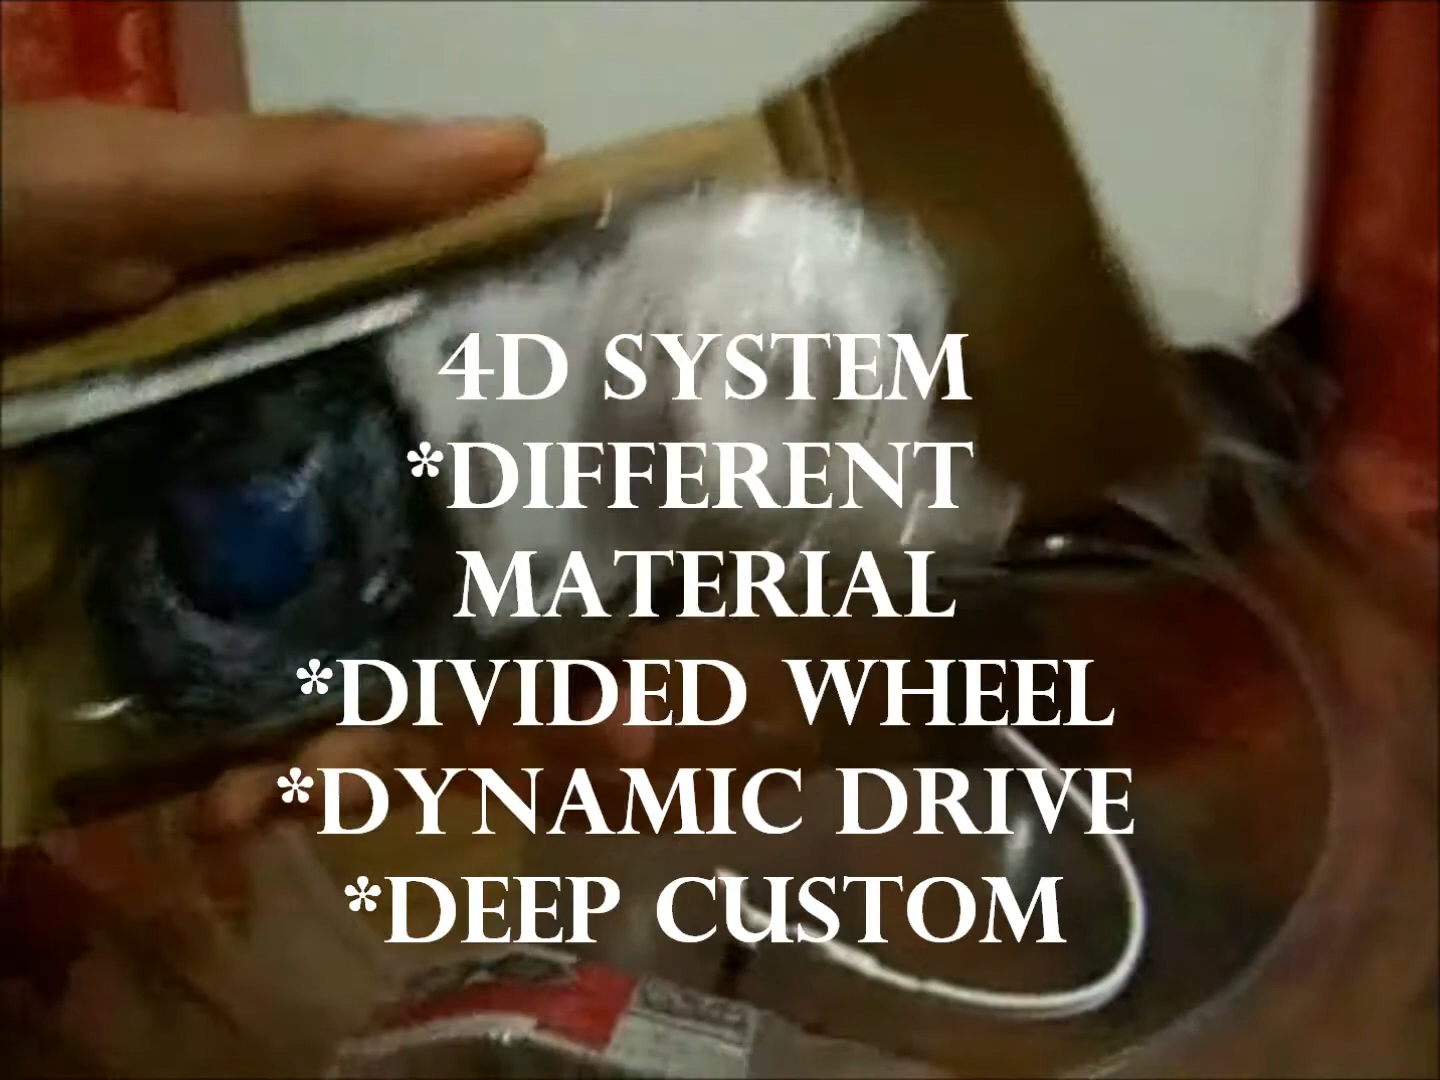 4D SYSTEM
*DIFFERENT
MATERIAL
*DIVIDED WHEEL
*DYNAMIC DRIVE
*DEEP CUSTOM